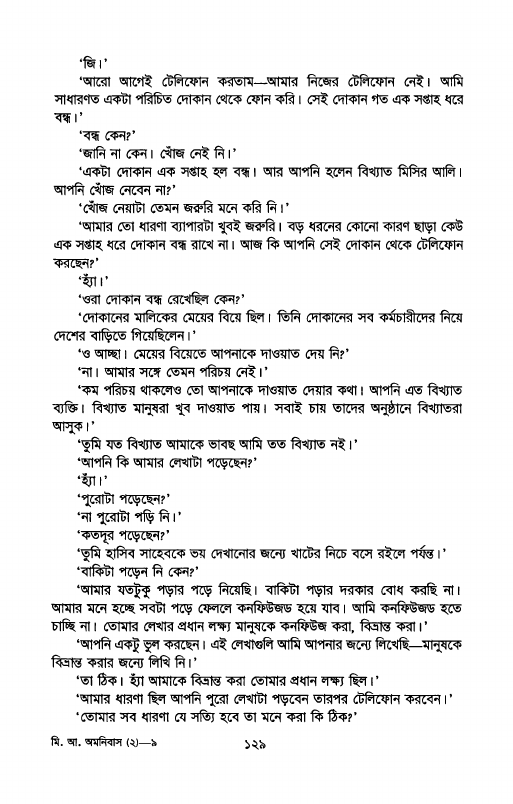 ‘জি।’
‘আরো আগেই টেলিফোন করতাম—আমার নিজের টেলিফোন নেই। আমি
সাধারণত একটা পরিচিত দোকান থেকে ফোন করি। সেই দোকান গত এক সপ্তাহ ধরে
বন্ধ।’
‘বন্ধ কেন?’
‘জানি না কেন। খোঁজ নেই নি।’
‘একটা দোকান এক সপ্তাহ হল বন্ধ। আর আপনি হলেন বিখ্যাত মিসির আলি।
আপনি খোঁজ নেবেন না?’
‘খোঁজ নেয়াটা তেমন জরুরি মনে করি নি।’
‘আমার তো ধারণা ব্যাপারটা খুবই জরুরি। বড় ধরনের কোনো কারণ ছাড়া কেউ
এক সপ্তাহ ধরে দোকান বন্ধ রাখে না। আজ কি আপনি সেই দোকান থেকে টেলিফোন
করছেন?’
‘হ্যাঁ।’
‘ওরা দোকান বন্ধ রেখেছিল কেন?’
‘দোকানের মালিকের মেয়ের বিয়ে ছিল। তিনি দোকানের সব কর্মচারীদের নিয়ে
দেশের বাড়িতে গিয়েছিলেন।’
‘ও আচ্ছা। মেয়ের বিয়েতে আপনাকে দাওয়াত দেয় নি?’
‘না। আমার সঙ্গে তেমন পরিচয় নেই।’
‘কম পরিচয় থাকলেও তো আপনাকে দাওয়াত দেয়ার কথা। আপনি এত বিখ্যাত
ব্যক্তি। বিখ্যাত মানুষরা খুব দাওয়াত পায়। সবাই চায় তাদের অনুষ্ঠানে বিখ্যাতরা
আসুক।’
‘তুমি যত বিখ্যাত আমাকে ভাবছ আমি তত বিখ্যাত নই।’
‘আপনি কি আমার লেখাটা পড়েছেন?’
‘হ্যাঁ।’
‘পুরোটা পড়েছেন?’
‘না পুরোটা পড়ি নি।’
‘কতদূর পড়েছেন?’
‘তুমি হাসিব সাহেবকে ভয় দেখানোর জন্যে খাটের নিচে বসে রইলে পর্যন্ত।’
‘বাকিটা পড়েন নি কেন?’
‘আমার যতটুকু পড়ার পড়ে নিয়েছি। বাকিটা পড়ার দরকার বোধ করছি না।
আমার মনে হচ্ছে সবটা পড়ে ফেললে কনফিউজড হয়ে যাব। আমি কনফিউজড হতে
চাচ্ছি না। তোমার লেখার প্রধান লক্ষ্য মানুষকে কনফিউজ করা, বিভ্রান্ত করা।’
‘আপনি একটু ভুল করছেন। এই লেখাগুলি আমি আপনার জন্যে লিখেছি—মানুষকে
বিভ্রান্ত করার জন্যে লিখি নি।’
‘তা ঠিক। হ্যাঁ আমাকে বিভ্রান্ত করা তোমার প্রধান লক্ষ্য ছিল।’
‘আমার ধারণা ছিল আপনি পুরো লেখাটা পড়বেন তারপর টেলিফোন করবেন।’
‘তোমার সব ধারণা যে সত্যি হবে তা মনে করা কি ঠিক?’
মি. আ. অমনিবাস (২)—৯
১২৯